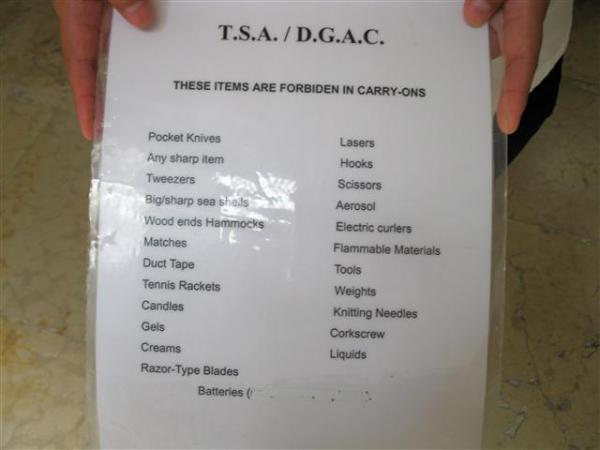 T.S.A. / D.G.A.C.
THESE ITEMS ARE FORBIDEN IN CARRY-ONS
Pocket Knives
Any sharp item
Tweezers
Big/sharp sea shells
Wood ends Hammocks
Matches
Duct Tape
Tennis Rackets
Candles
Gels
Creams
Razor-Type Blades
Batteries (
Lasers
Hooks
Scissors
Aerosol
Electric curlers
Flammable Materials
Tools
Weights
Knitting Needles
Corkscrew
Liquids